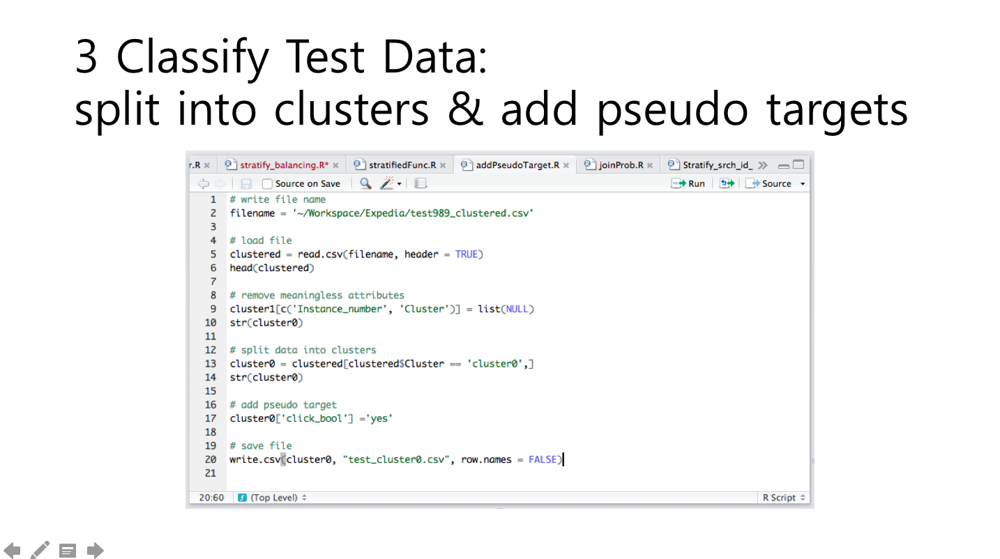 3 Classify Test Data:
split into clusters & add pseudo targets
r.R stratify_balancing.R* stratifiedFunc.R addPseudoTarget.R joinProb.R Stratify_srch_id_
Source on Save Run Source
1 # write file name
2 filename = '~/Workspace/Expedia/test989_clustered.csv'
3
4 # load file
5 clustered = read.csv(filename, header = TRUE)
6 head(clustered)
7
8 # remove meaningless attributes
9 cluster1[c('Instance_number', 'Cluster')] = list(NULL)
10 str(cluster0)
11
12 # split data into clusters
13 cluster0 = clustered[clustered$Cluster == 'cluster0',]
14 str(cluster0)
15
16 # add pseudo target
17 cluster0['click_bool'] ='yes'
18
19 # save file
20 write.csv(cluster0, "test_cluster0.csv", row.names = FALSE)
21
20:60 (Top Level) R Script